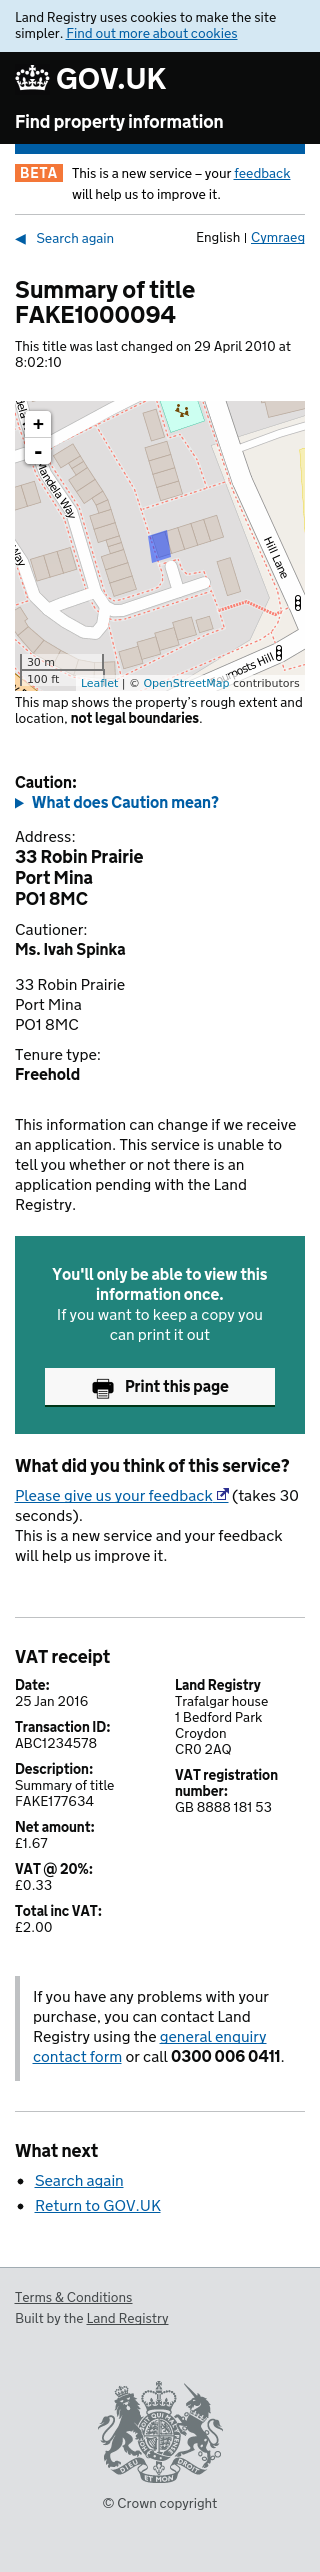 Land Registry uses cookies to make the site
simpler. Find out more about cookies
GOV.UK
Find property information
BETA This is a new service – your feedback
will help us to improve it.
◀ Search again English | Cymraeg
Summary of title
FAKE1000094
This title was last changed on 29 April 2010 at
8:02:10
+
-
Mandela Way
Way
Hill Lane
30 m
100 ft
Leaflet | © OpenStreetMap contributors
This map shows the property's rough extent and
location, not legal boundaries.
Caution:
▶ What does Caution mean?
Address:
33 Robin Prairie
Port Mina
PO1 8MC
Cautioner:
Ms. Ivah Spinka
33 Robin Prairie
Port Mina
PO1 8MC
Tenure type:
Freehold
This information can change if we receive
an application. This service is unable to
tell you whether or not there is an
application pending with the Land
Registry.
You'll only be able to view this
information once.
If you want to keep a copy you
can print it out
Print this page
What did you think of this service?
Please give us your feedback (takes 30
seconds).
This is a new service and your feedback
will help us improve it.
VAT receipt
Date:
25 Jan 2016
Transaction ID:
ABC1234578
Description:
Summary of title
FAKE177634
Net amount:
£1.67
VAT @ 20%:
£0.33
Total inc VAT:
£2.00
Land Registry
Trafalgar house
1 Bedford Park
Croydon
CR0 2AQ
VAT registration
number:
GB 8888 181 53
If you have any problems with your
purchase, you can contact Land
Registry using the general enquiry
contact form or call 0300 006 0411.
What next
• Search again
• Return to GOV.UK
Terms & Conditions
Built by the Land Registry
© Crown copyright